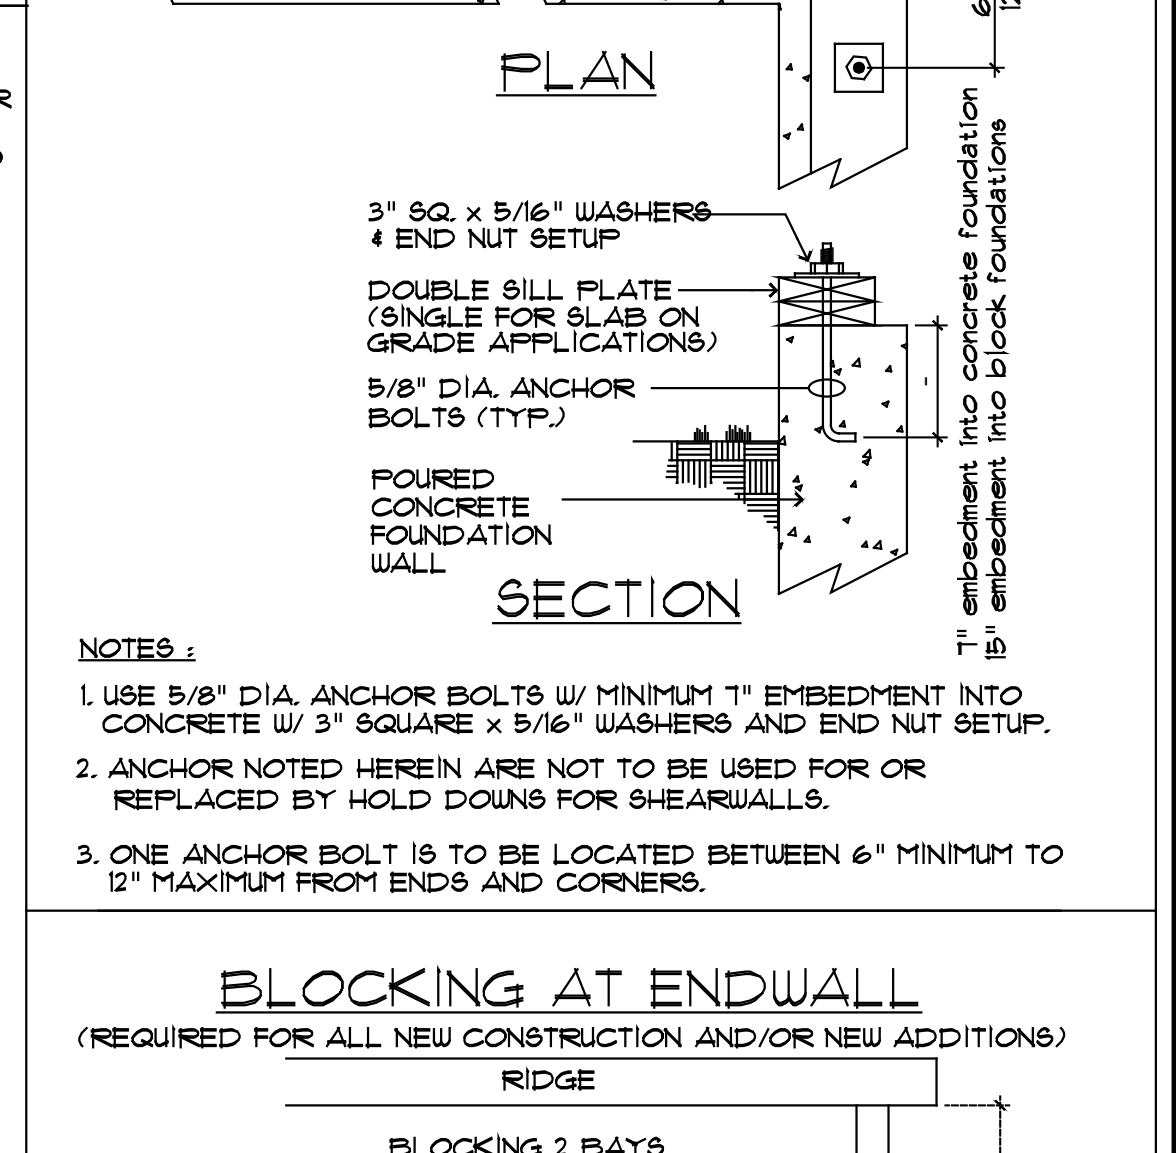 PLAN
3" SQ. x 5/16" WASHERS
& END NUT SETUP
DOUBLE SILL PLATE
(SINGLE FOR SLAB ON
GRADE APPLICATIONS)
5/8" DIA. ANCHOR
BOLTS (TYP.)
POURED
CONCRETE
FOUNDATION
WALL
7" embedment into concrete foundation
15" embedment into block foundations
SECTION
NOTES :
1. USE 5/8" DIA. ANCHOR BOLTS W/ MINIMUM 7" EMBEDMENT INTO
CONCRETE W/ 3" SQUARE x 5/16" WASHERS AND END NUT SETUP.
2. ANCHOR NOTED HEREIN ARE NOT TO BE USED FOR OR
REPLACED BY HOLD DOWNS FOR SHEARWALLS.
3. ONE ANCHOR BOLT IS TO BE LOCATED BETWEEN 6" MINIMUM TO
12" MAXIMUM FROM ENDS AND CORNERS.
BLOCKING AT ENDWALL
(REQUIRED FOR ALL NEW CONSTRUCTION AND/OR NEW ADDITIONS)
RIDGE
BLOCKING 2 BAYS